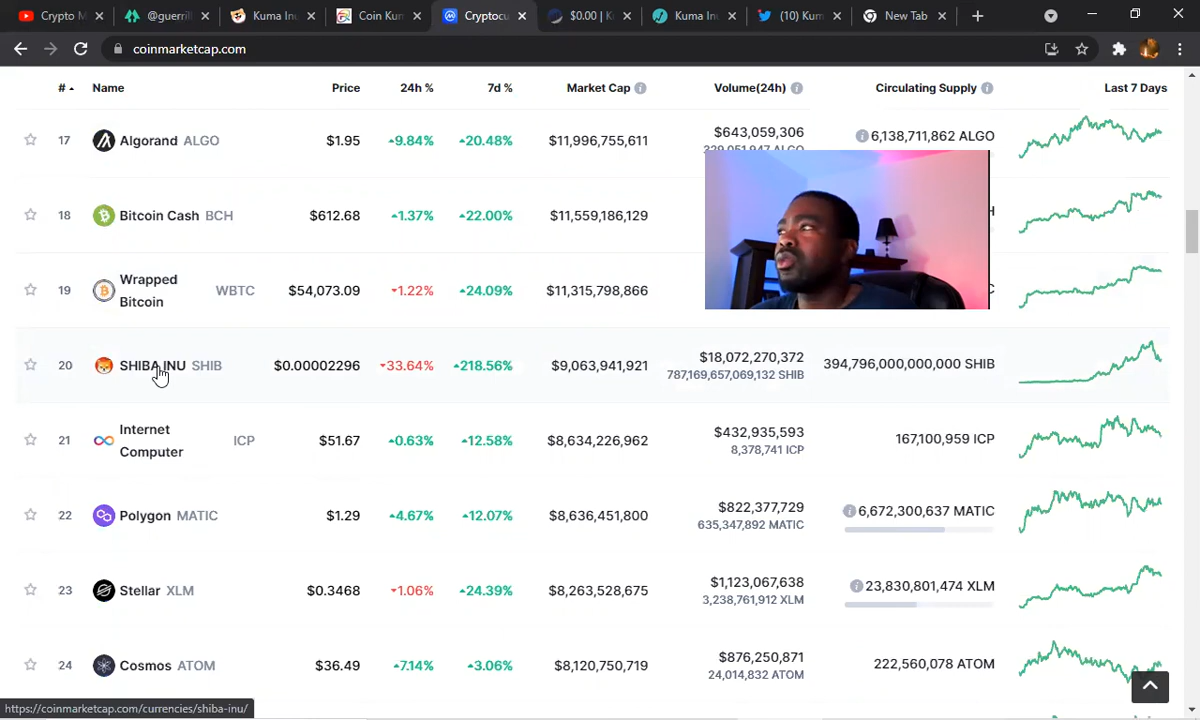 Crypto M
@guerrill
Kuma Inu
Coin Kum
Cryptocu
$0.00 | K
Kuma Inu
(10) Kum
New Tab
coinmarketcap.com
# Name Price 24h % 7d % Market Cap Volume(24h) Circulating Supply Last 7 Days
17 Algorand ALGO $1.95 9.84% 20.48% $11,996,755,611 $643,059,306 6,138,711,862 ALGO
329,051,947 ALGO
18 Bitcoin Cash BCH $612.68 1.37% 22.00% $11,559,186,129 H
19 Wrapped Bitcoin WBTC $54,073.09 1.22% 24.09% $11,315,798,866 C
20 SHIBA INU SHIB $0.00002296 33.64% 218.56% $9,063,941,921 $18,072,270,372 394,796,000,000,000 SHIB
787,169,657,069,132 SHIB
21 Internet Computer ICP $51.67 0.63% 12.58% $8,634,226,962 $432,935,593 167,100,959 ICP
8,378,741 ICP
22 Polygon MATIC $1.29 4.67% 12.07% $8,636,451,800 $822,377,729 6,672,300,637 MATIC
635,347,892 MATIC
23 Stellar XLM $0.3468 1.06% 24.39% $8,263,528,675 $1,123,067,638 23,830,801,474 XLM
3,238,761,912 XLM
24 Cosmos ATOM $36.49 7.14% 3.06% $8,120,750,719 $876,250,871 222,560,078 ATOM
24,014,832 ATOM
https://coinmarketcap.com/currencies/shiba-inu/